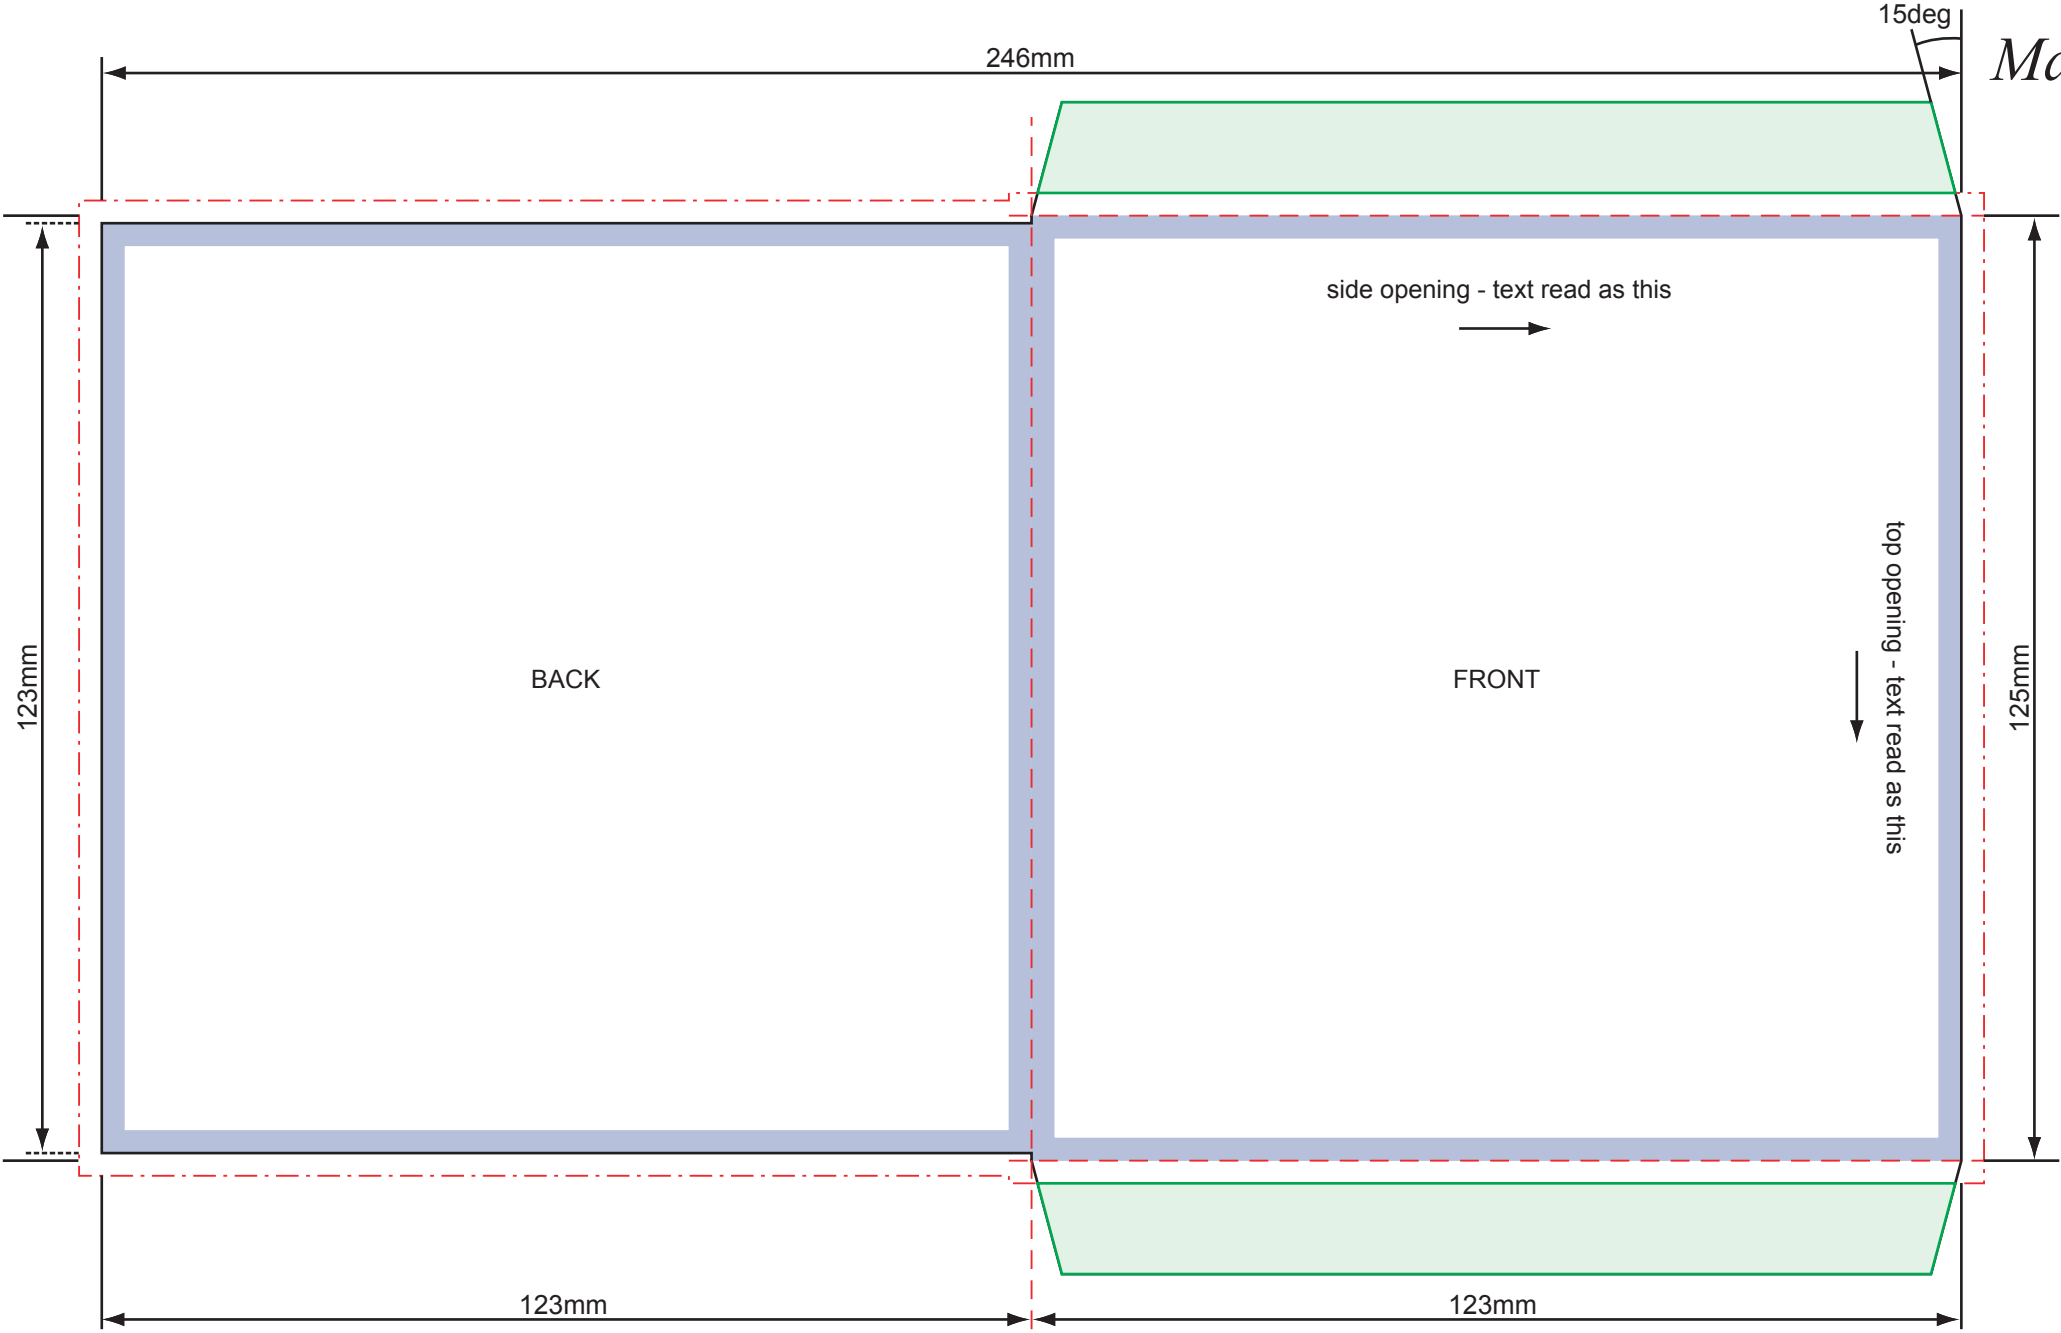 15deg
246mm
side opening - text read as this
top opening - text read as this
123mm
BACK
FRONT
125mm
123mm
123mm